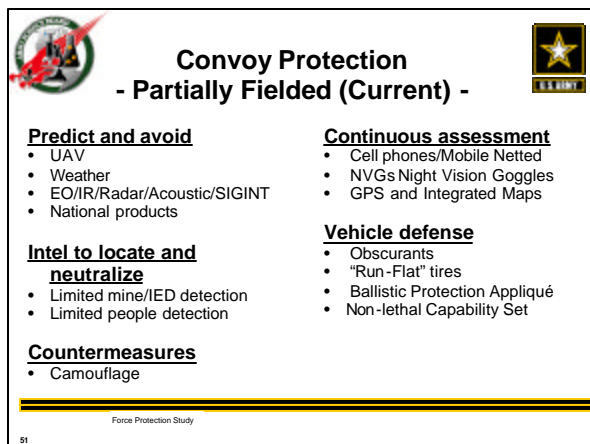 Convoy Protection
- Partially Fielded (Current) -
U.S. ARMY
Predict and avoid
• UAV
• Weather
• EO/IR/Radar/Acoustic/SIGINT
• National products
Intel to locate and
neutralize
• Limited mine/IED detection
• Limited people detection
Countermeasures
• Camouflage
Continuous assessment
• Cell phones/Mobile Netted
• NVGs Night Vision Goggles
• GPS and Integrated Maps
Vehicle defense
• Obscurants
• “Run-Flat” tires
• Ballistic Protection Appliqué
• Non-lethal Capability Set
Force Protection Study
51